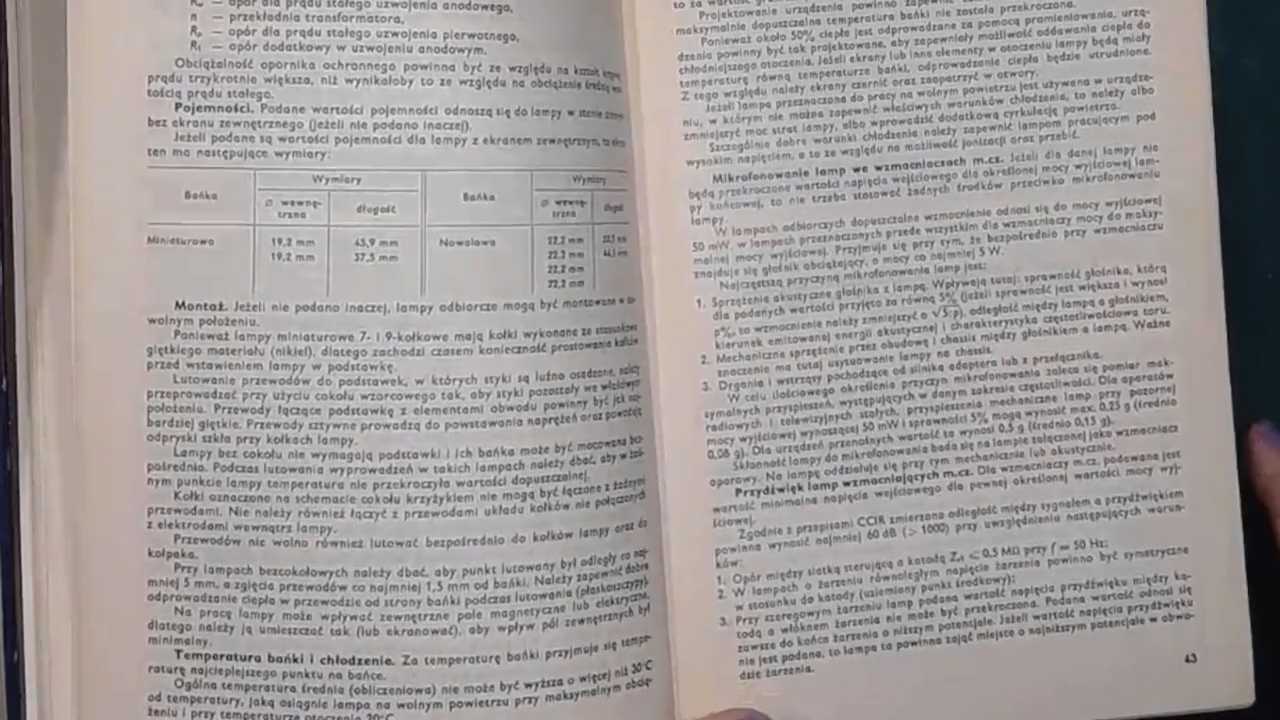 Rₐ — opór dla prądu stałego uzwojenia anodowego,
n — przekładnia transformatora,
Rₚ — opór dla prądu stałego uzwojenia pierwotnego,
R₁ — opór dodatkowy w uzwojeniu anodowym.
Obciążalność opornika ochronnego powinna być ze względu na kształt
prądu trzykrotnie większa, niż wynikałoby to ze względu na obciążenie średnią
tością prądu stałego.
Pojemności. Podane wartości pojemności odnoszą się do lampy w stanie
bez ekranu zewnętrznego (jeżeli nie podano inaczej).
Jeżeli podane są wartości pojemności dla lampy z ekranem zewnętrznym, to
ten ma następujące wymiary:
Bańka Wymiary Bańka Wymiary
∅ wewnę- długość ∅ wewnę- długość
trzna trzna
Miniaturowa 19,2 mm 43,9 mm Nowalowa 22,2 mm
19,2 mm 57,5 mm 22,2 mm
22,2 mm
22,2 mm
Montaż. Jeżeli nie podano inaczej, lampy odbiorcze mogą być montowane w
wolnym położeniu.
Ponieważ lampy miniaturowe 7- i 9-kołkowe mają kołki wykonane ze stosunkowo
giętkiego materiału (nikiel), dlatego zachodzi czasem konieczność prostowania kołków
przed wstawieniem lampy w podstawkę.
Lutowanie przewodów do podstawek, w których styki są luźno osadzone, należy
przeprowadzać przy użyciu cokołu wzorcowego tak, aby styki pozostały we właściwym
położeniu. Przewody łączące podstawkę z elementami obwodu powinny być jak naj-
bardziej giętkie. Przewody sztywne prowadzą do powstawania naprężeń oraz powodują
odpryski szkła przy kołkach lampy.
Lampy bez cokołu nie wymagają podstawki i ich bańka może być mocowana bez-
pośrednio. Podczas lutowania wyprowadzeń w takich lampach należy dbać, aby w żad-
nym punkcie lampy temperatura nie przekroczyła wartości dopuszczalnej.
Kołki oznaczone na schemacie cokołu krzyżykiem nie mogą być łączone z żadnymi
przewodami. Nie należy również łączyć z przewodami układu kołków nie połączonych
z elektrodami wewnątrz lampy.
Przewodów nie wolno również lutować bezpośrednio do kołków lampy oraz do
kołpaka.
Przy lampach bezcokołowych należy dbać, aby punkt lutowany był odległy co naj-
mniej 5 mm, a zgięcia przewodów co najmniej 1,5 mm od bańki. Należy zapewnić dobre
odprowadzanie ciepła w przewodzie od strony bańki podczas lutowania (płaskoszczypy).
Na pracę lampy może wpływać zewnętrzne pole magnetyczne lub elektryczne,
dlatego należy ją umieszczać tak (lub ekranować), aby wpływ pól zewnętrznych był
minimalny.
Temperatura bańki i chłodzenie. Za temperaturę bańki przyjmuje się tempe-
raturę najcieplejszego punktu na bańce.
Ogólna temperatura średnia (obliczeniowa) nie może być wyższa o więcej niż 30°C
od temperatury, jaką osiągnie lampa na wolnym powietrzu przy maksymalnym obcią-
żeniu i przy temperaturze otoczenia 20°C.
Projektowanie urządzenia powinno zapewnić
maksymalnie dopuszczalna temperatura bańki nie została przekroczona.
Ponieważ około 50% ciepła jest odprowadzane za pomocą promieniowania, urzą-
dzenia powinny być tak projektowane, aby zapewniały możliwość oddawania ciepła do
chłodniejszego otoczenia. Jeżeli ekrany lub inne elementy w otoczeniu lampy będą miały
temperaturę równą temperaturze bańki, odprowadzanie ciepła będzie utrudnione.
Z tego względu należy ekrany czernić oraz zaopatrzyć w otwory.
Jeżeli lampa przeznaczona do pracy na wolnym powietrzu jest używana w urządze-
niu, w którym nie można zapewnić właściwych warunków chłodzenia, to należy albo
zmniejszyć moc strat lampy, albo wprowadzić dodatkową cyrkulację powietrza.
Szczególnie dobre warunki chłodzenia należy zapewnić lampom pracującym pod
wysokim napięciem, a to ze względu na możliwość jonizacji oraz przebić.
Mikrofonowanie lamp we wzmacniaczach m.cz. Jeżeli dla danej lampy nie
będą przekroczone wartości napięcia wejściowego dla określonej mocy wyjściowej lam-
py końcowej, to nie trzeba stosować żadnych środków przeciwko mikrofonowaniu
lampy.
W lampach odbiorczych dopuszczalne wzmocnienie odnosi się do mocy wyjściowej
50 mW, w lampach przeznaczonych przede wszystkim dla wzmacniaczy mocy do maksy-
malnej mocy wyjściowej. Przyjmuje się przy tym, że bezpośrednio przy wzmacniaczu
znajduje się głośnik obciążający, o mocy co najmniej 5 W.
Najczęstszą przyczyną mikrofonowania lamp jest:
1. Sprzężenie akustyczne głośnika z lampą. Wpływają tutaj: sprawność głośnika, którą
dla podanych wartości przyjęto za równą 5% (jeżeli sprawność jest większa i wynosi
p%, to wzmocnienie należy zmniejszyć o √5:p), odległość między lampą a głośnikiem,
kierunek emitowanej energii akustycznej i charakterystyka częstotliwościowa toru.
2. Mechaniczne sprzężenie przez obudowę i chassis między głośnikiem a lampą. Ważne
znaczenie ma tutaj usytuowanie lampy na chassis.
3. Drgania i wstrząsy pochodzące od silnika adaptera lub z przełącznika.
W celu ilościowego określenia przyczyn mikrofonowania zaleca się pomiar mak-
symalnych przyspieszeń, występujących w danym zakresie częstotliwości. Dla aparatów
radiowych i telewizyjnych stałych, przyspieszenia mechaniczne lamp przy pozornej
mocy wyjściowej wynoszącej 50 mW i sprawności 5% mogą wynosić max. 0,25 g (średnio
0,08 g). Dla urządzeń przenośnych wartość ta wynosi 0,5 g (średnio 0,15 g).
Skłonność lampy do mikrofonowania bada się na lampie załączonej jako wzmacniacz
oporowy. Na lampę oddziałuje się przy tym mechanicznie lub akustycznie.
Przydźwięk lamp wzmacniających m.cz. Dla wzmacniaczy m.cz. podawana jest
wartość minimalna napięcia wejściowego dla pewnej określonej wartości mocy wyj-
ściowej.
Zgodnie z przepisami CCIR zmierzona odległość między sygnałem a przydźwiękiem
powinna wynosić najmniej 60 dB (> 1000) przy uwzględnieniu następujących warun-
ków:
1. Opór między siatką sterującą a katodą Zₛₜ < 0,5 MΩ przy f = 50 Hz;
2. W lampach o żarzeniu równoległym napięcie żarzenia powinno być symetryczne
w stosunku do katody (uziemiony punkt środkowy);
3. Przy szeregowym żarzeniu lamp podana wartość napięcia przydźwięku między ka-
todą a włóknem żarzenia nie może być przekroczona. Podana wartość odnosi się
zawsze do końca żarzenia o niższym potencjale. Jeżeli wartość napięcia przydźwięku
nie jest podana, to lampa ta powinna zająć miejsce o najniższym potencjale w obwo-
dzie żarzenia.
43